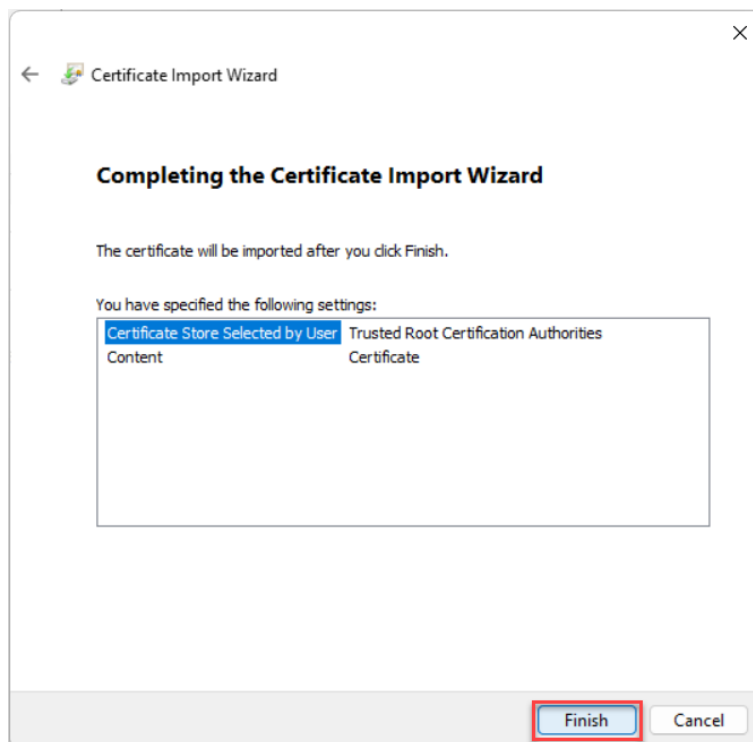 Certificate Import Wizard
Completing the Certificate Import Wizard
The certificate will be imported after you click Finish.
You have specified the following settings:
Certificate Store Selected by User Trusted Root Certification Authorities
Content Certificate
Finish Cancel